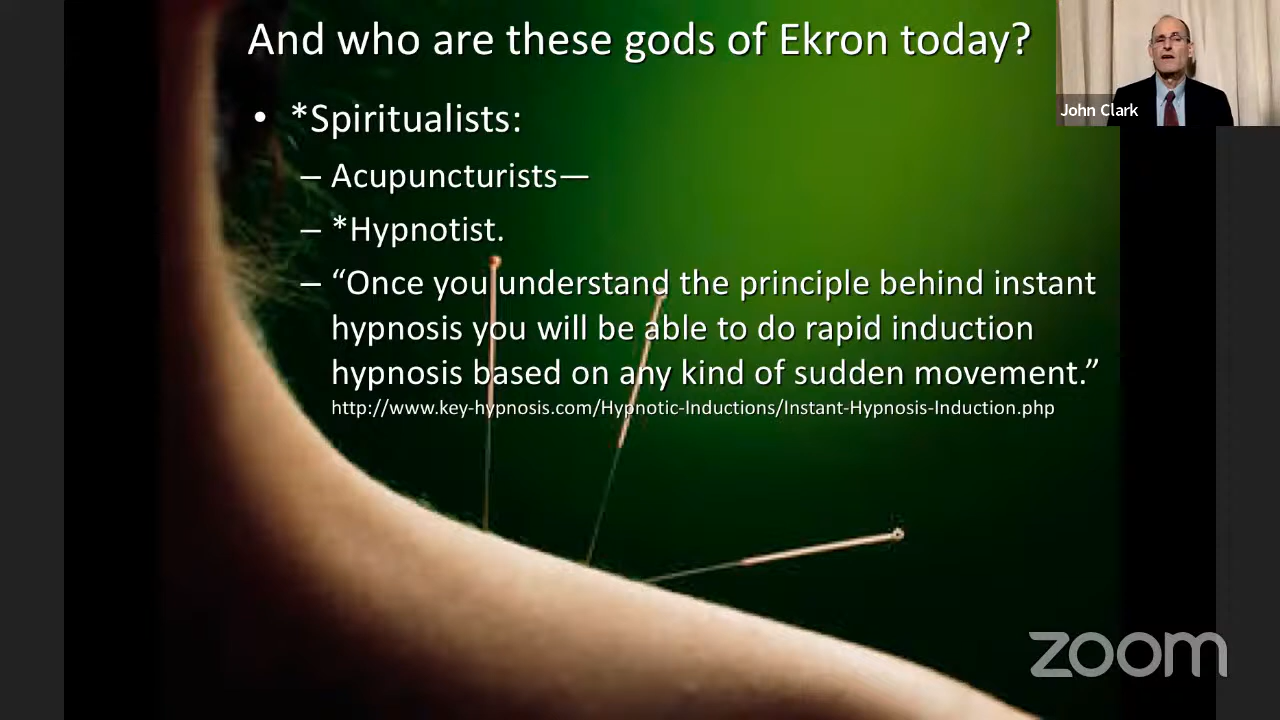 And who are these gods of Ekron today?
• *Spiritualists:
– Acupuncturists—
– *Hypnotist.
– “Once you understand the principle behind instant
hypnosis you will be able to do rapid induction
hypnosis based on any kind of sudden movement.”
http://www.key-hypnosis.com/Hypnotic-Inductions/Instant-Hypnosis-Induction.php
John Clark
zoom